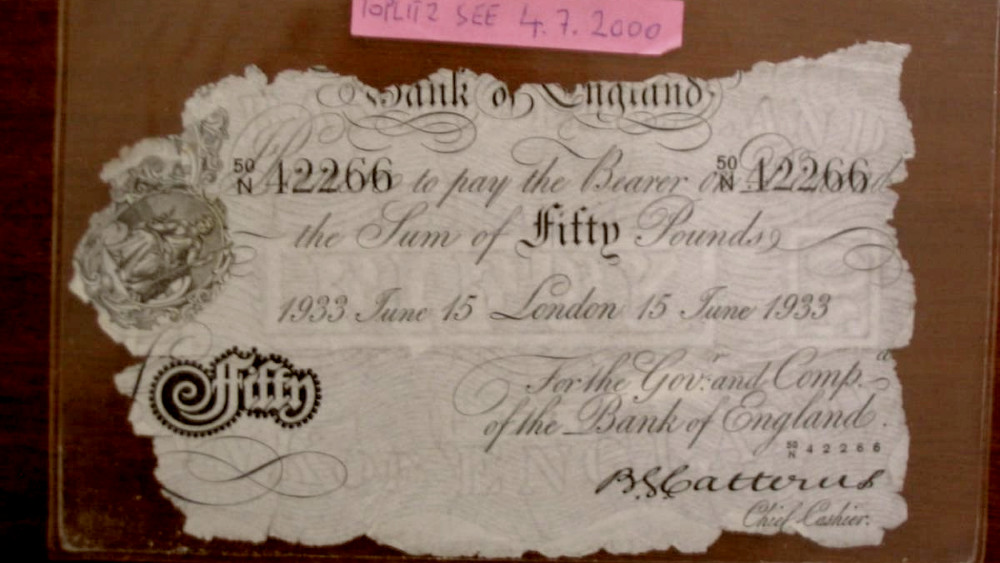 TOPLITZ SEE 4.7.2000
Bank of England
50 N 42266 to pay the Bearer on 50 N 42266
the Sum of Fifty Pounds
1933 June 15 London 15 June 1933
Fifty
For the Gov.r and Comp.a
of the Bank of England.
50 N 42266
B.G. Catterns
Chief Cashier.